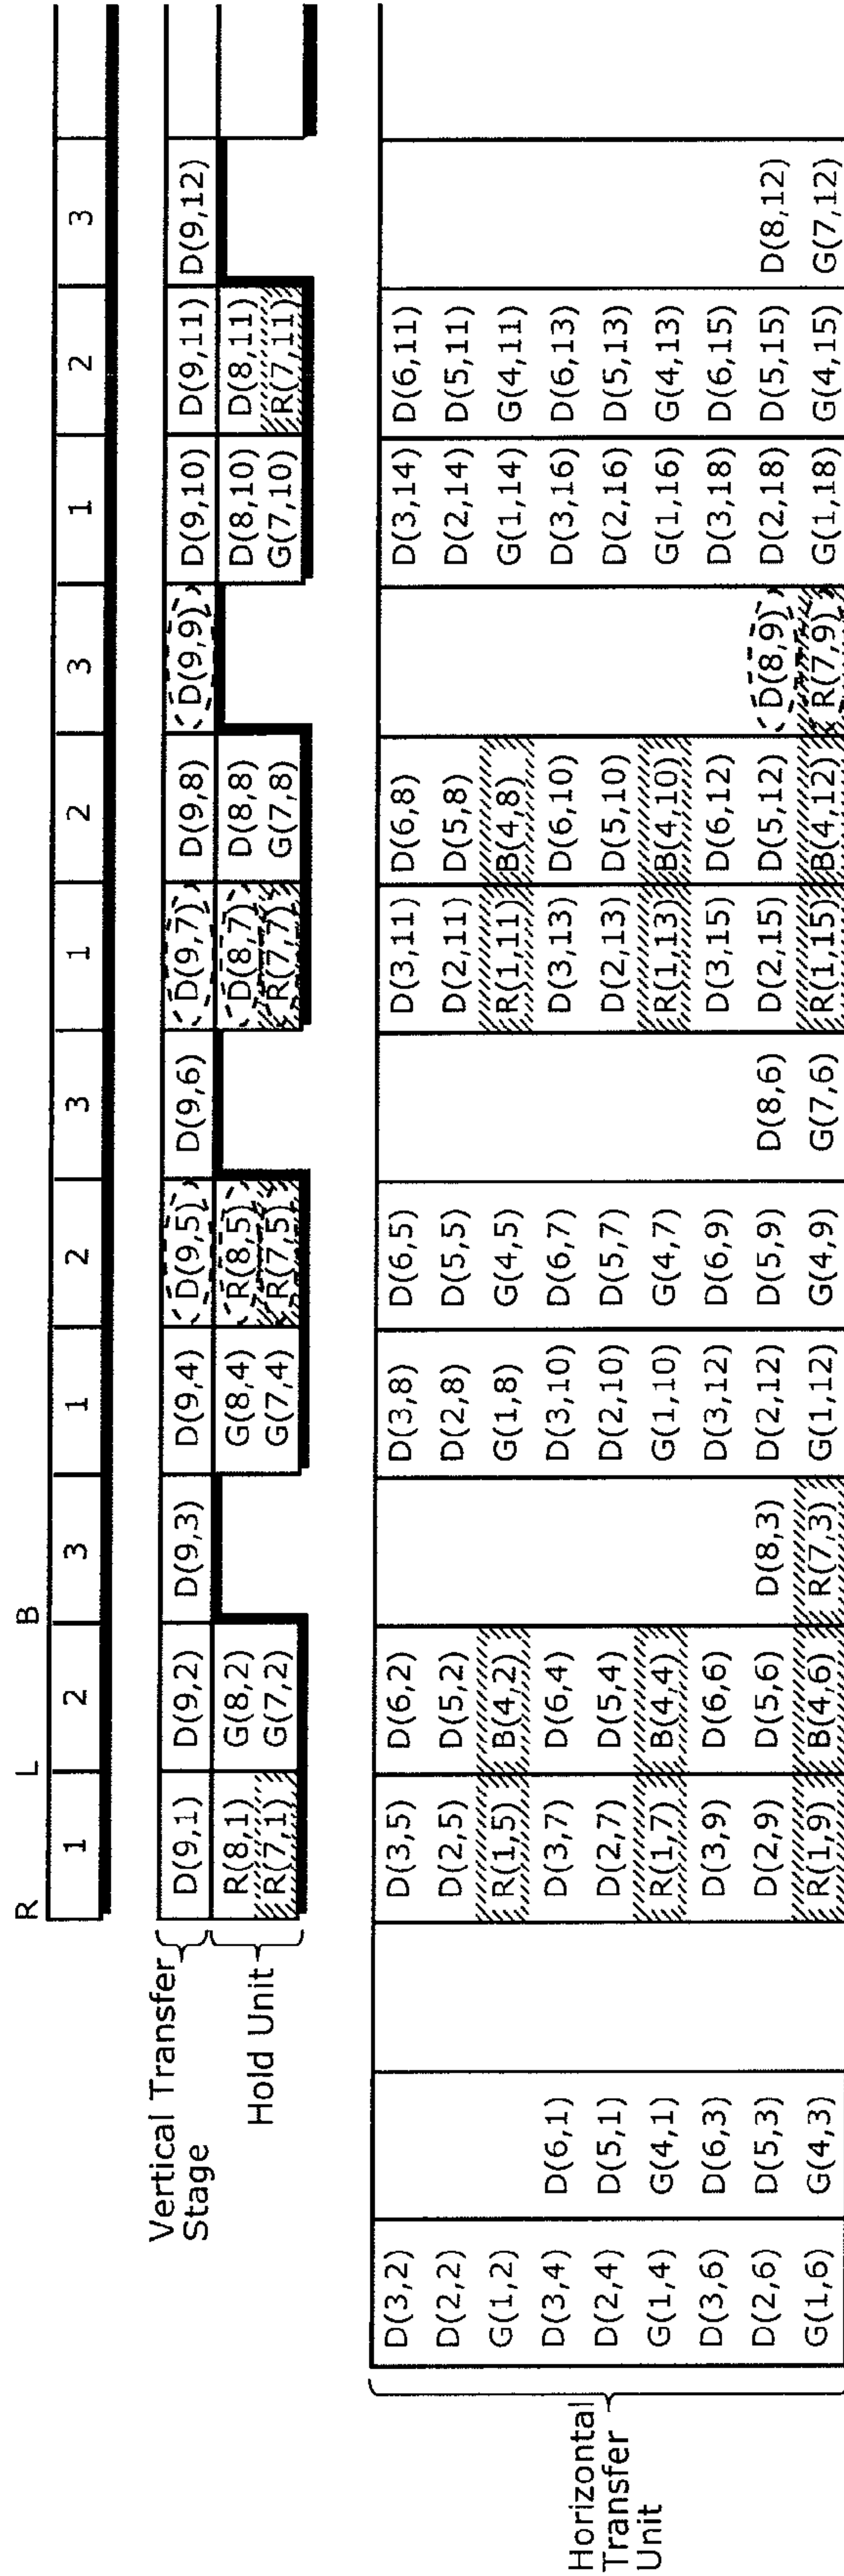 R L B
1 2 3 1 2 3 1 2 3 1 2 3
Vertical Transfer
Stage
D(9,1) D(9,2) D(9,3) D(9,4) D(9,5) D(9,6) D(9,7) D(9,8) D(9,9) D(9,10) D(9,11) D(9,12)
Hold Unit
R(8,1) G(8,2) G(8,4) R(8,5) D(8,7) D(8,8) D(8,10) D(8,11)
R(7,1) G(7,2) G(7,4) R(7,5) R(7,7) G(7,8) G(7,10) R(7,11)
Horizontal
Transfer
Unit
D(3,2) D(3,5) D(6,2) D(3,8) D(6,5) D(3,11) D(6,8) D(3,14) D(6,11)
D(2,2) D(2,5) D(5,2) D(2,8) D(5,5) D(2,11) D(5,8) D(2,14) D(5,11)
G(1,2) R(1,5) B(4,2) G(1,8) G(4,5) R(1,11) B(4,8) G(1,14) G(4,11)
D(3,4) D(6,1) D(3,7) D(6,4) D(3,10) D(6,7) D(3,13) D(6,10) D(3,16) D(6,13)
D(2,4) D(5,1) D(2,7) D(5,4) D(2,10) D(5,7) D(2,13) D(5,10) D(2,16) D(5,13)
G(1,4) G(4,1) R(1,7) B(4,4) G(1,10) G(4,7) R(1,13) B(4,10) G(1,16) G(4,13)
D(3,6) D(6,3) D(3,9) D(6,6) D(3,12) D(6,9) D(3,15) D(6,12) D(3,18) D(6,15)
D(2,6) D(5,3) D(2,9) D(5,6) D(8,3) D(2,12) D(5,9) D(8,6) D(2,15) D(5,12) D(8,9) D(2,18) D(5,15) D(8,12)
G(1,6) G(4,3) R(1,9) B(4,6) R(7,3) G(1,12) G(4,9) G(7,6) R(1,15) B(4,12) R(7,9) G(1,18) G(4,15) G(7,12)